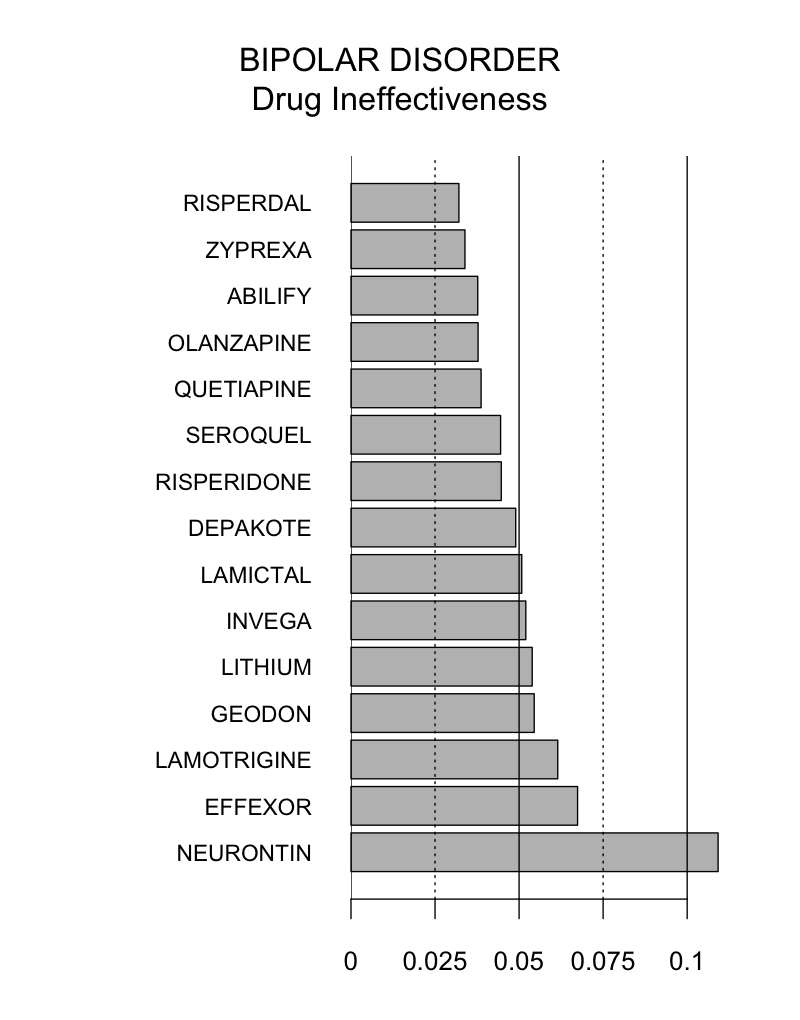 BIPOLAR DISORDER
Drug Ineffectiveness
RISPERDAL
ZYPREXA
ABILIFY
OLANZAPINE
QUETIAPINE
SEROQUEL
RISPERIDONE
DEPAKOTE
LAMICTAL
INVEGA
LITHIUM
GEODON
LAMOTRIGINE
EFFEXOR
NEURONTIN
0 0.025 0.05 0.075 0.1